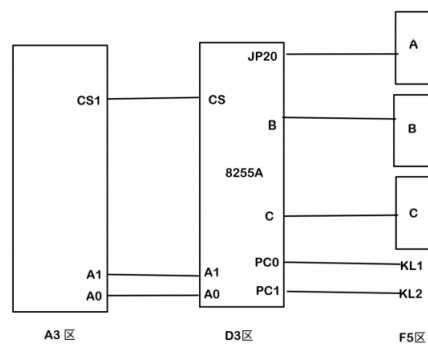 JP20
A
CS1
CS
B
B
8255A
C
C
A1
A1
PC0
KL1
A0
A0
PC1
KL2
A3 区
D3区
F5区